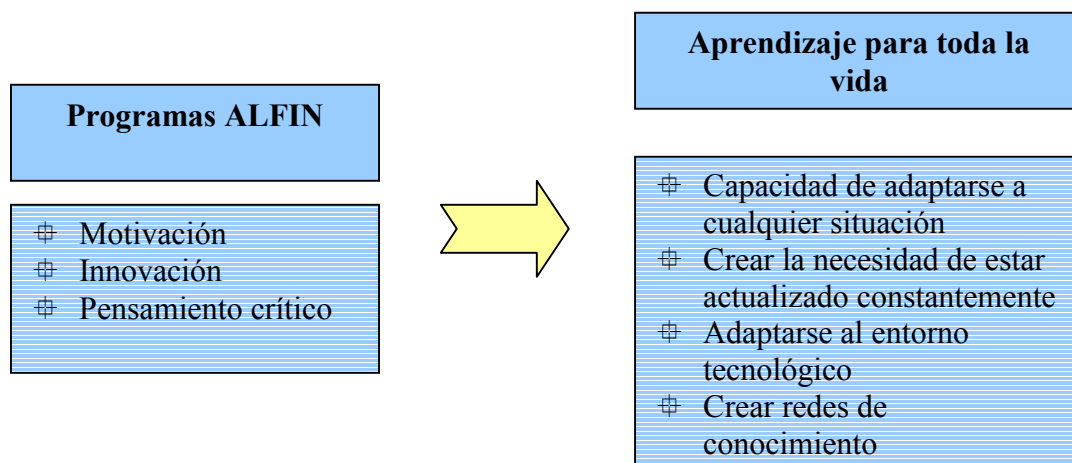 Programas ALFIN
Motivación
Innovación
Pensamiento crítico
Aprendizaje para toda la
vida
Capacidad de adaptarse a
cualquier situación
Crear la necesidad de estar
actualizado constantemente
Adaptarse al entorno
tecnológico
Crear redes de
conocimiento